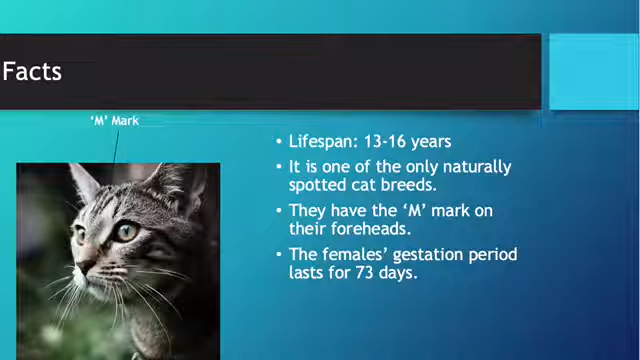 Facts
‘M’ Mark
• Lifespan: 13-16 years
• It is one of the only naturally
spotted cat breeds.
• They have the ‘M’ mark on
their foreheads.
• The females’ gestation period
lasts for 73 days.